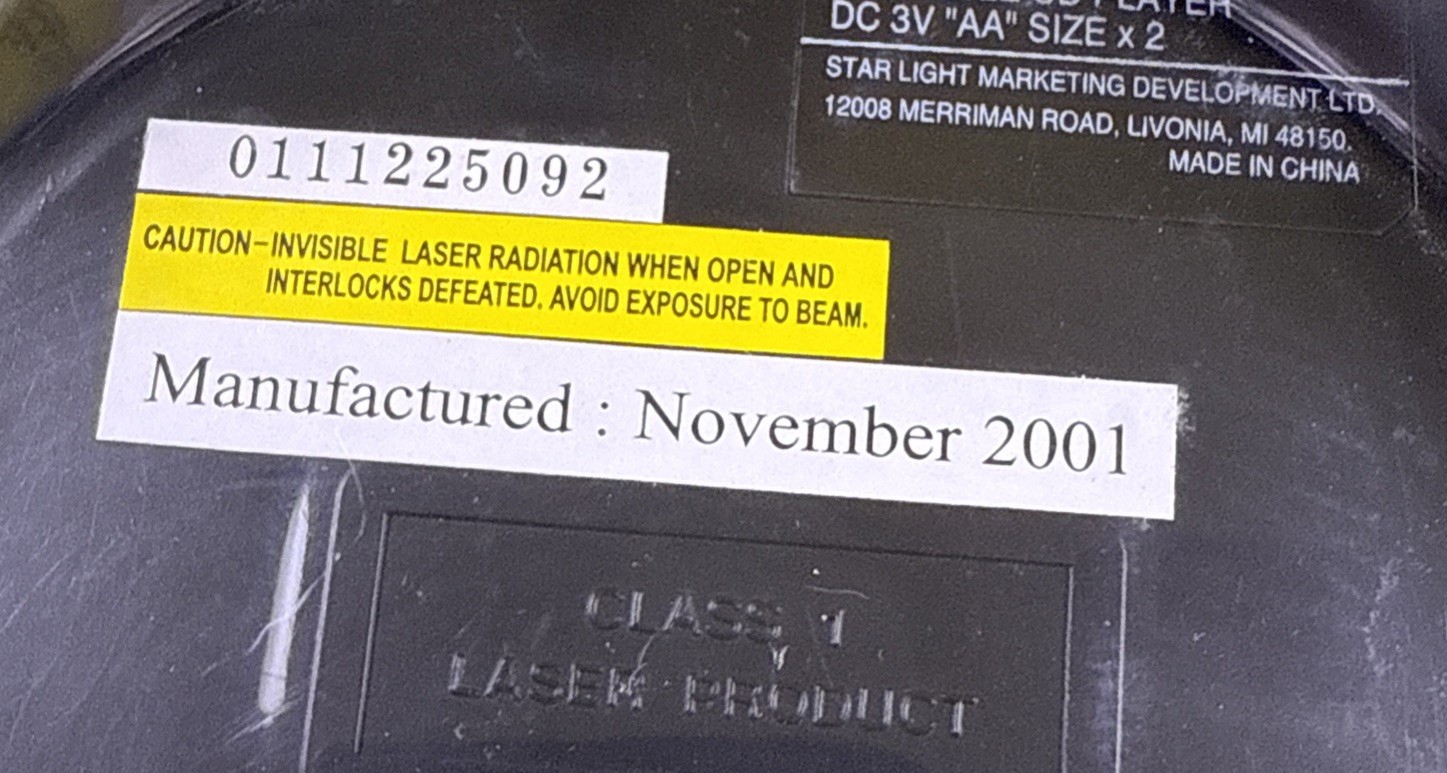 PLAYER
DC 3V "AA" SIZE x 2
STAR LIGHT MARKETING DEVELOPMENT LTD.
12008 MERRIMAN ROAD, LIVONIA, MI 48150.
MADE IN CHINA
0111225092
CAUTION-INVISIBLE LASER RADIATION WHEN OPEN AND
INTERLOCKS DEFEATED. AVOID EXPOSURE TO BEAM.
Manufactured : November 2001
CLASS 1
LASER PRODUCT